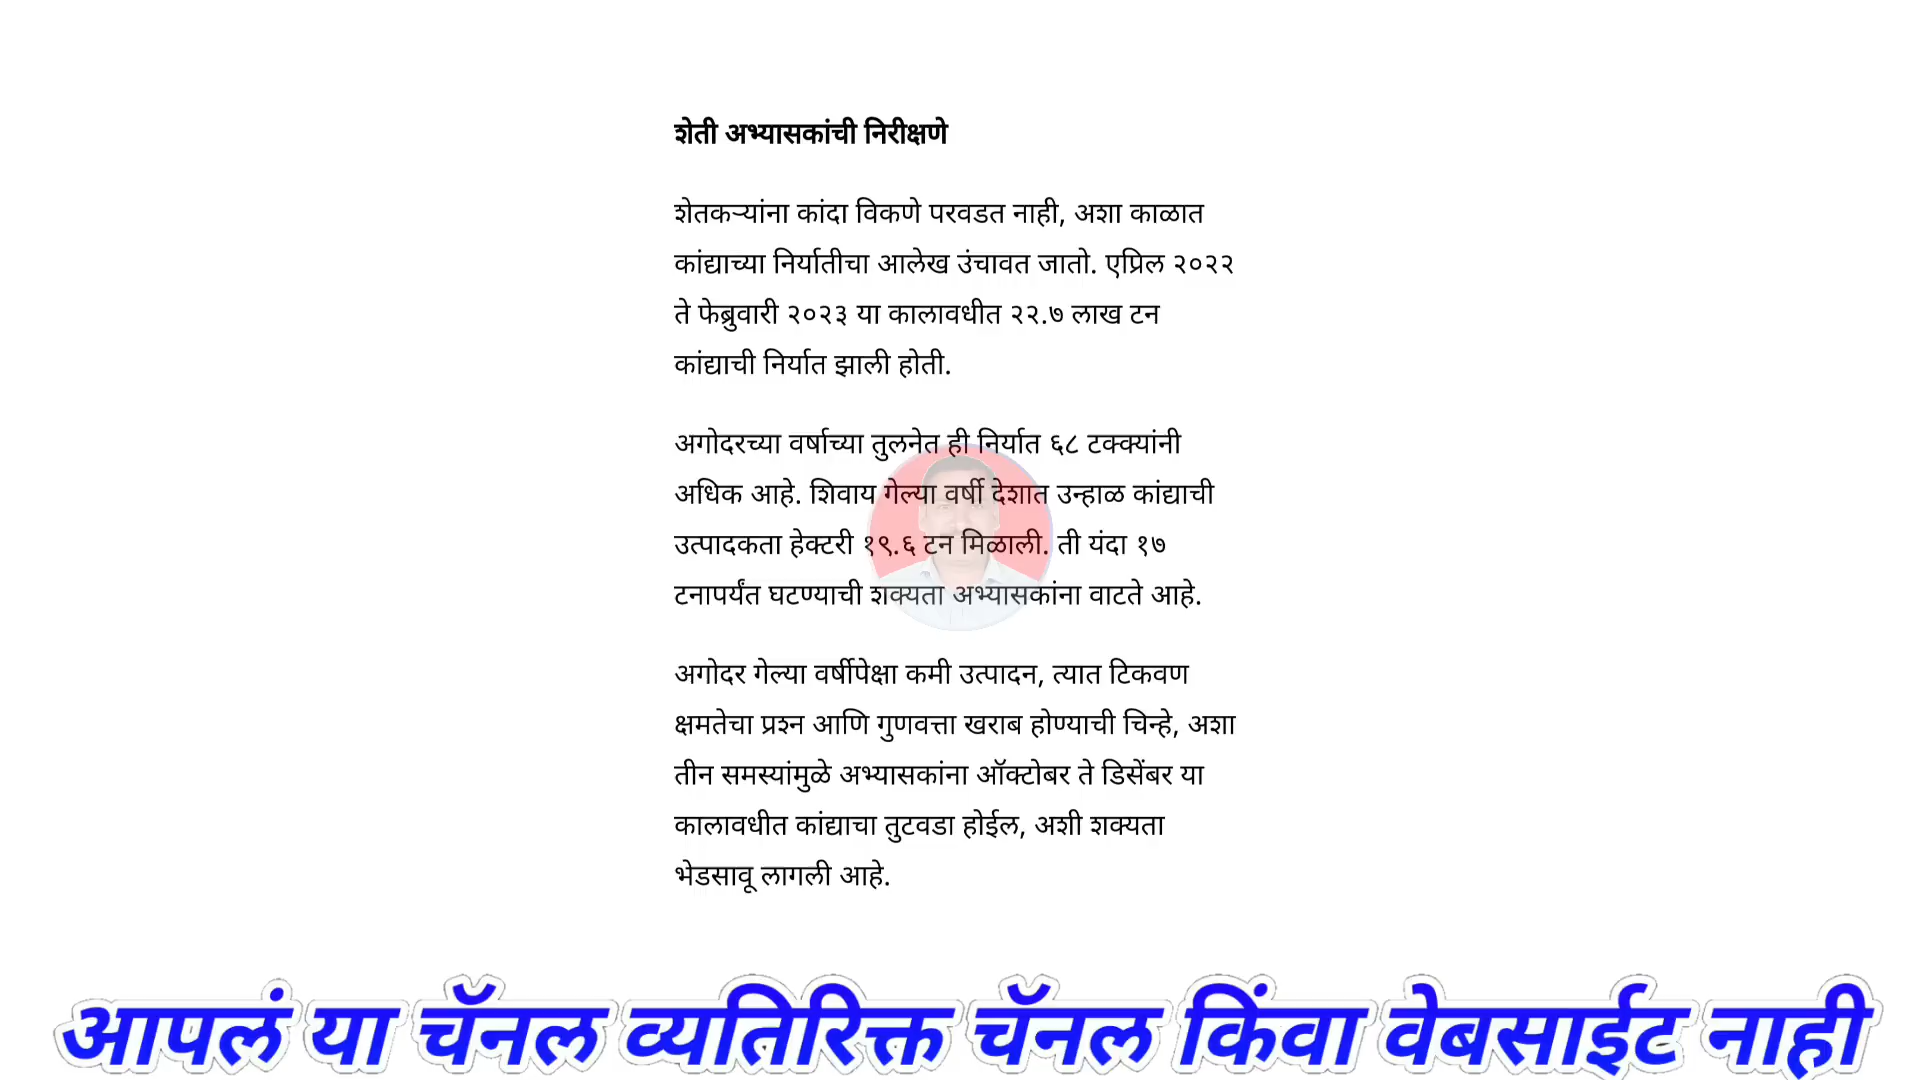 शेती अभ्यासकांची निरीक्षणे
शेतकऱ्यांना कांदा विकणे परवडत नाही, अशा काळात
कांद्याच्या निर्यातीचा आलेख उंचावत जातो. एप्रिल २०२२
ते फेब्रुवारी २०२३ या कालावधीत २२.७ लाख टन
कांद्याची निर्यात झाली होती.
अगोदरच्या वर्षाच्या तुलनेत ही निर्यात ६८ टक्क्यांनी
अधिक आहे. शिवाय गेल्या वर्षी देशात उन्हाळ कांद्याची
उत्पादकता हेक्टरी १९.६ टन मिळाली. ती यंदा १७
टनापर्यंत घटण्याची शक्यता अभ्यासकांना वाटते आहे.
अगोदर गेल्या वर्षीपेक्षा कमी उत्पादन, त्यात टिकवण
क्षमतेचा प्रश्न आणि गुणवत्ता खराब होण्याची चिन्हे, अशा
तीन समस्यांमुळे अभ्यासकांना ऑक्टोबर ते डिसेंबर या
कालावधीत कांद्याचा तुटवडा होईल, अशी शक्यता
भेडसावू लागली आहे.
आपलं या चॅनल व्यतिरिक्त चॅनल किंवा वेबसाईट नाही